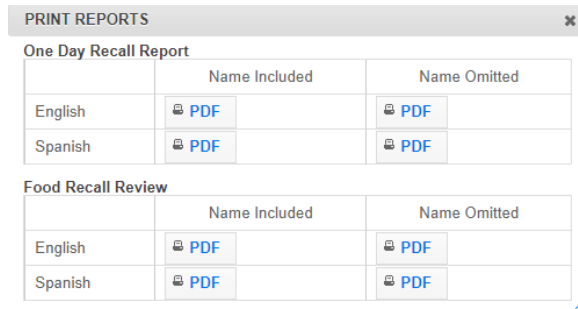 PRINT REPORTS
One Day Recall Report
Name Included Name Omitted
English PDF PDF
Spanish PDF PDF
Food Recall Review
Name Included Name Omitted
English PDF PDF
Spanish PDF PDF